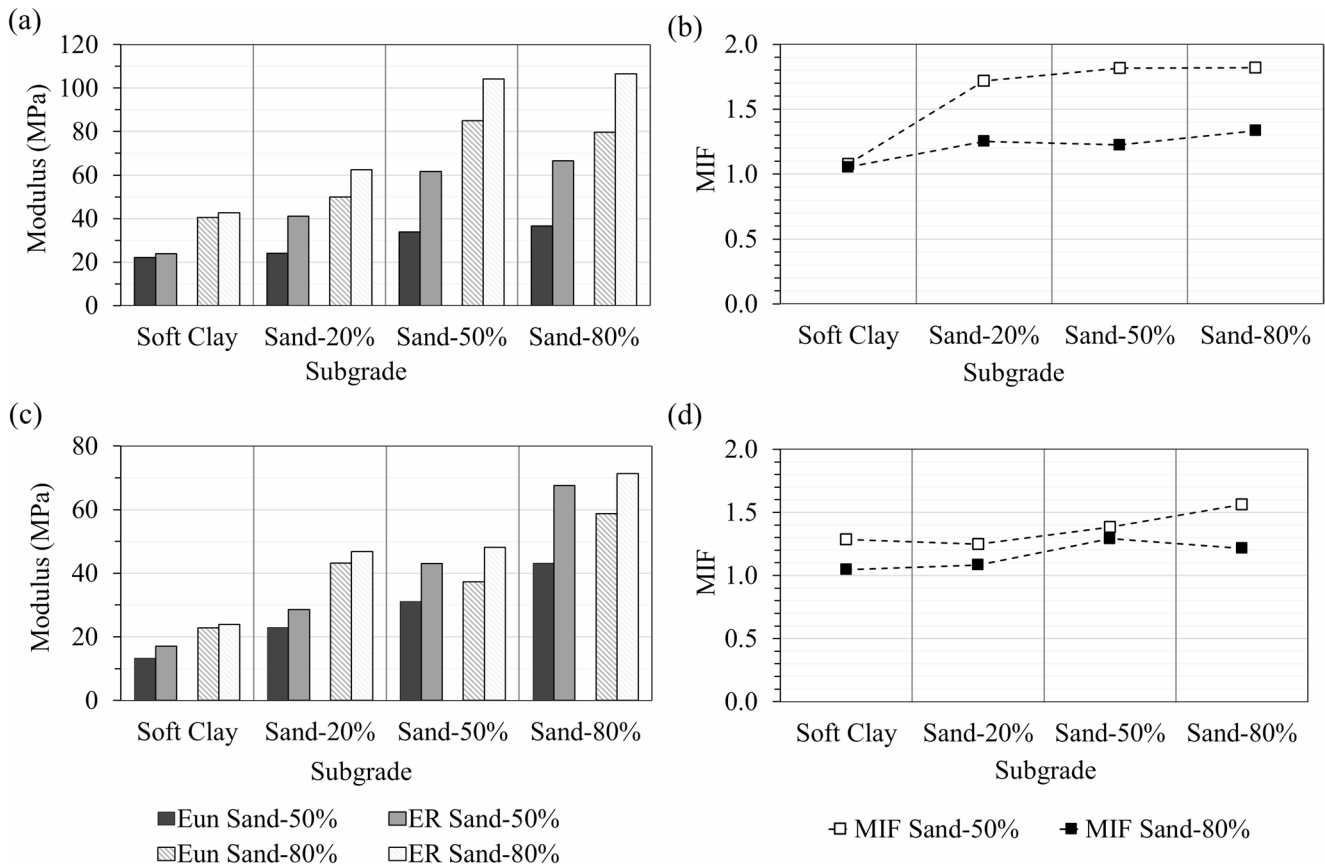 (a)
Modulus (MPa)
120
100
80
60
40
20
0
Soft Clay Sand-20% Sand-50% Sand-80%
Subgrade
(b)
MIF
2.0
1.5
1.0
0.5
0.0
Soft Clay Sand-20% Sand-50% Sand-80%
Subgrade
(c)
Modulus (MPa)
80
60
40
20
0
Soft Clay Sand-20% Sand-50% Sand-80%
Subgrade
Eun Sand-50% ER Sand-50%
Eun Sand-80% ER Sand-80%
(d)
MIF
2.0
1.5
1.0
0.5
0.0
Soft Clay Sand-20% Sand-50% Sand-80%
Subgrade
MIF Sand-50% MIF Sand-80%